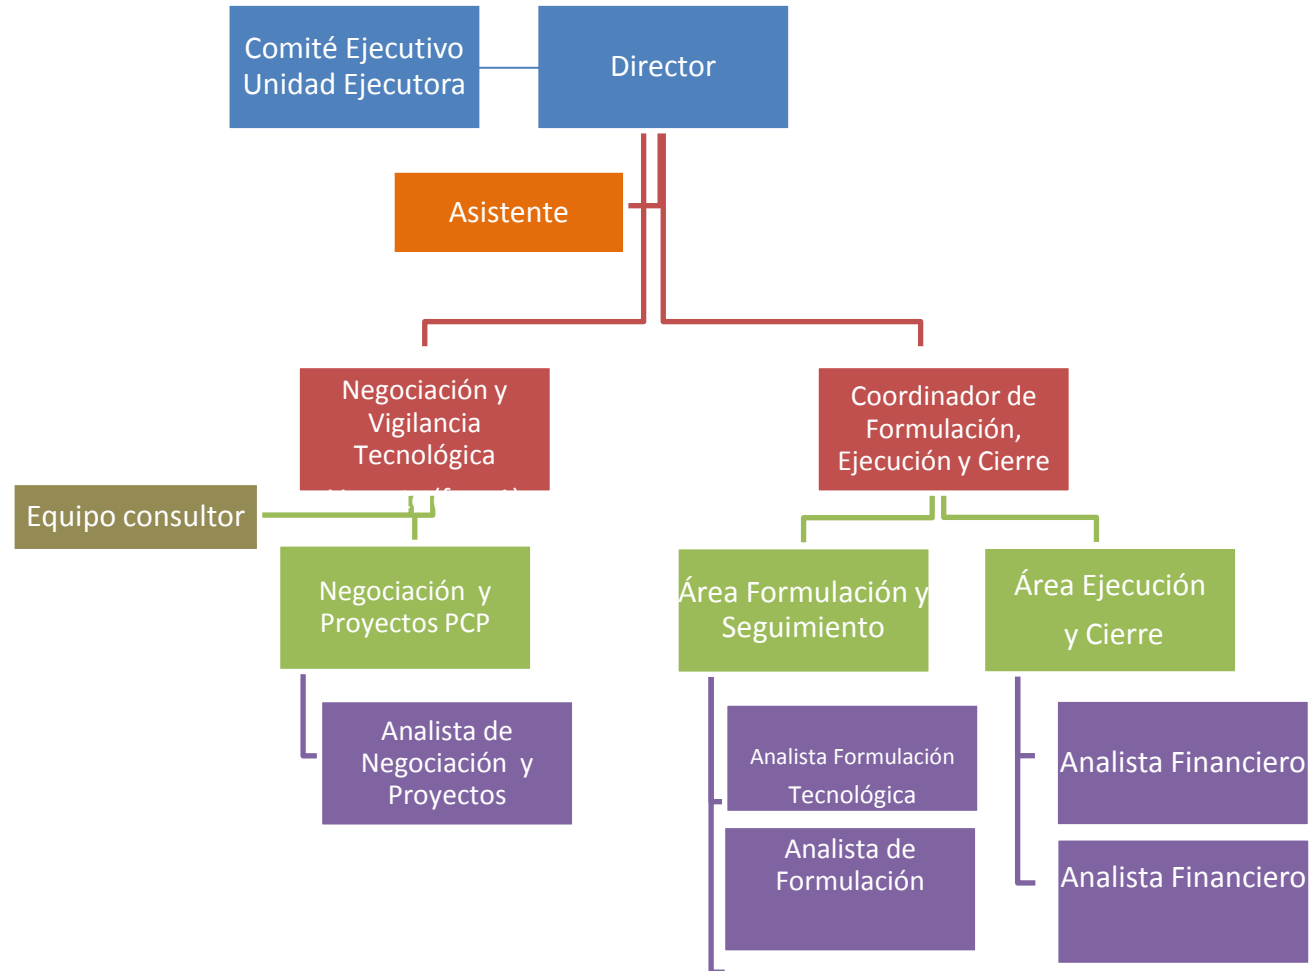 Comité Ejecutivo
Unidad Ejecutora
Director
Asistente
Negociación y
Vigilancia
Tecnológica
Coordinador de
Formulación,
Ejecución y Cierre
Equipo consultor
Negociación y
Proyectos PCP
Área Formulación y
Seguimiento
Área Ejecución
y Cierre
Analista de
Negociación y
Proyectos
Analista Formulación
Tecnológica
Analista de
Formulación
Analista Financiero
Analista Financiero